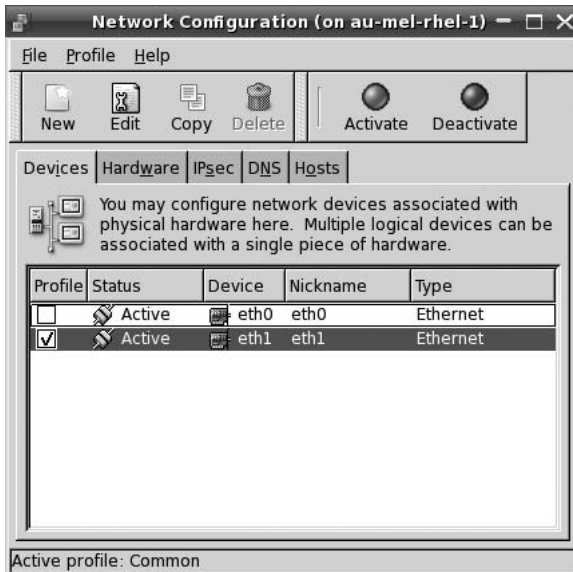 Network Configuration (on au-mel-rhel-1)
File Profile Help
New Edit Copy Delete Activate Deactivate
Devices Hardware IPsec DNS Hosts
You may configure network devices associated with
physical hardware here. Multiple logical devices can be
associated with a single piece of hardware.
Profile Status Device Nickname Type
Active eth0 eth0 Ethernet
Active eth1 eth1 Ethernet
Active profile: Common